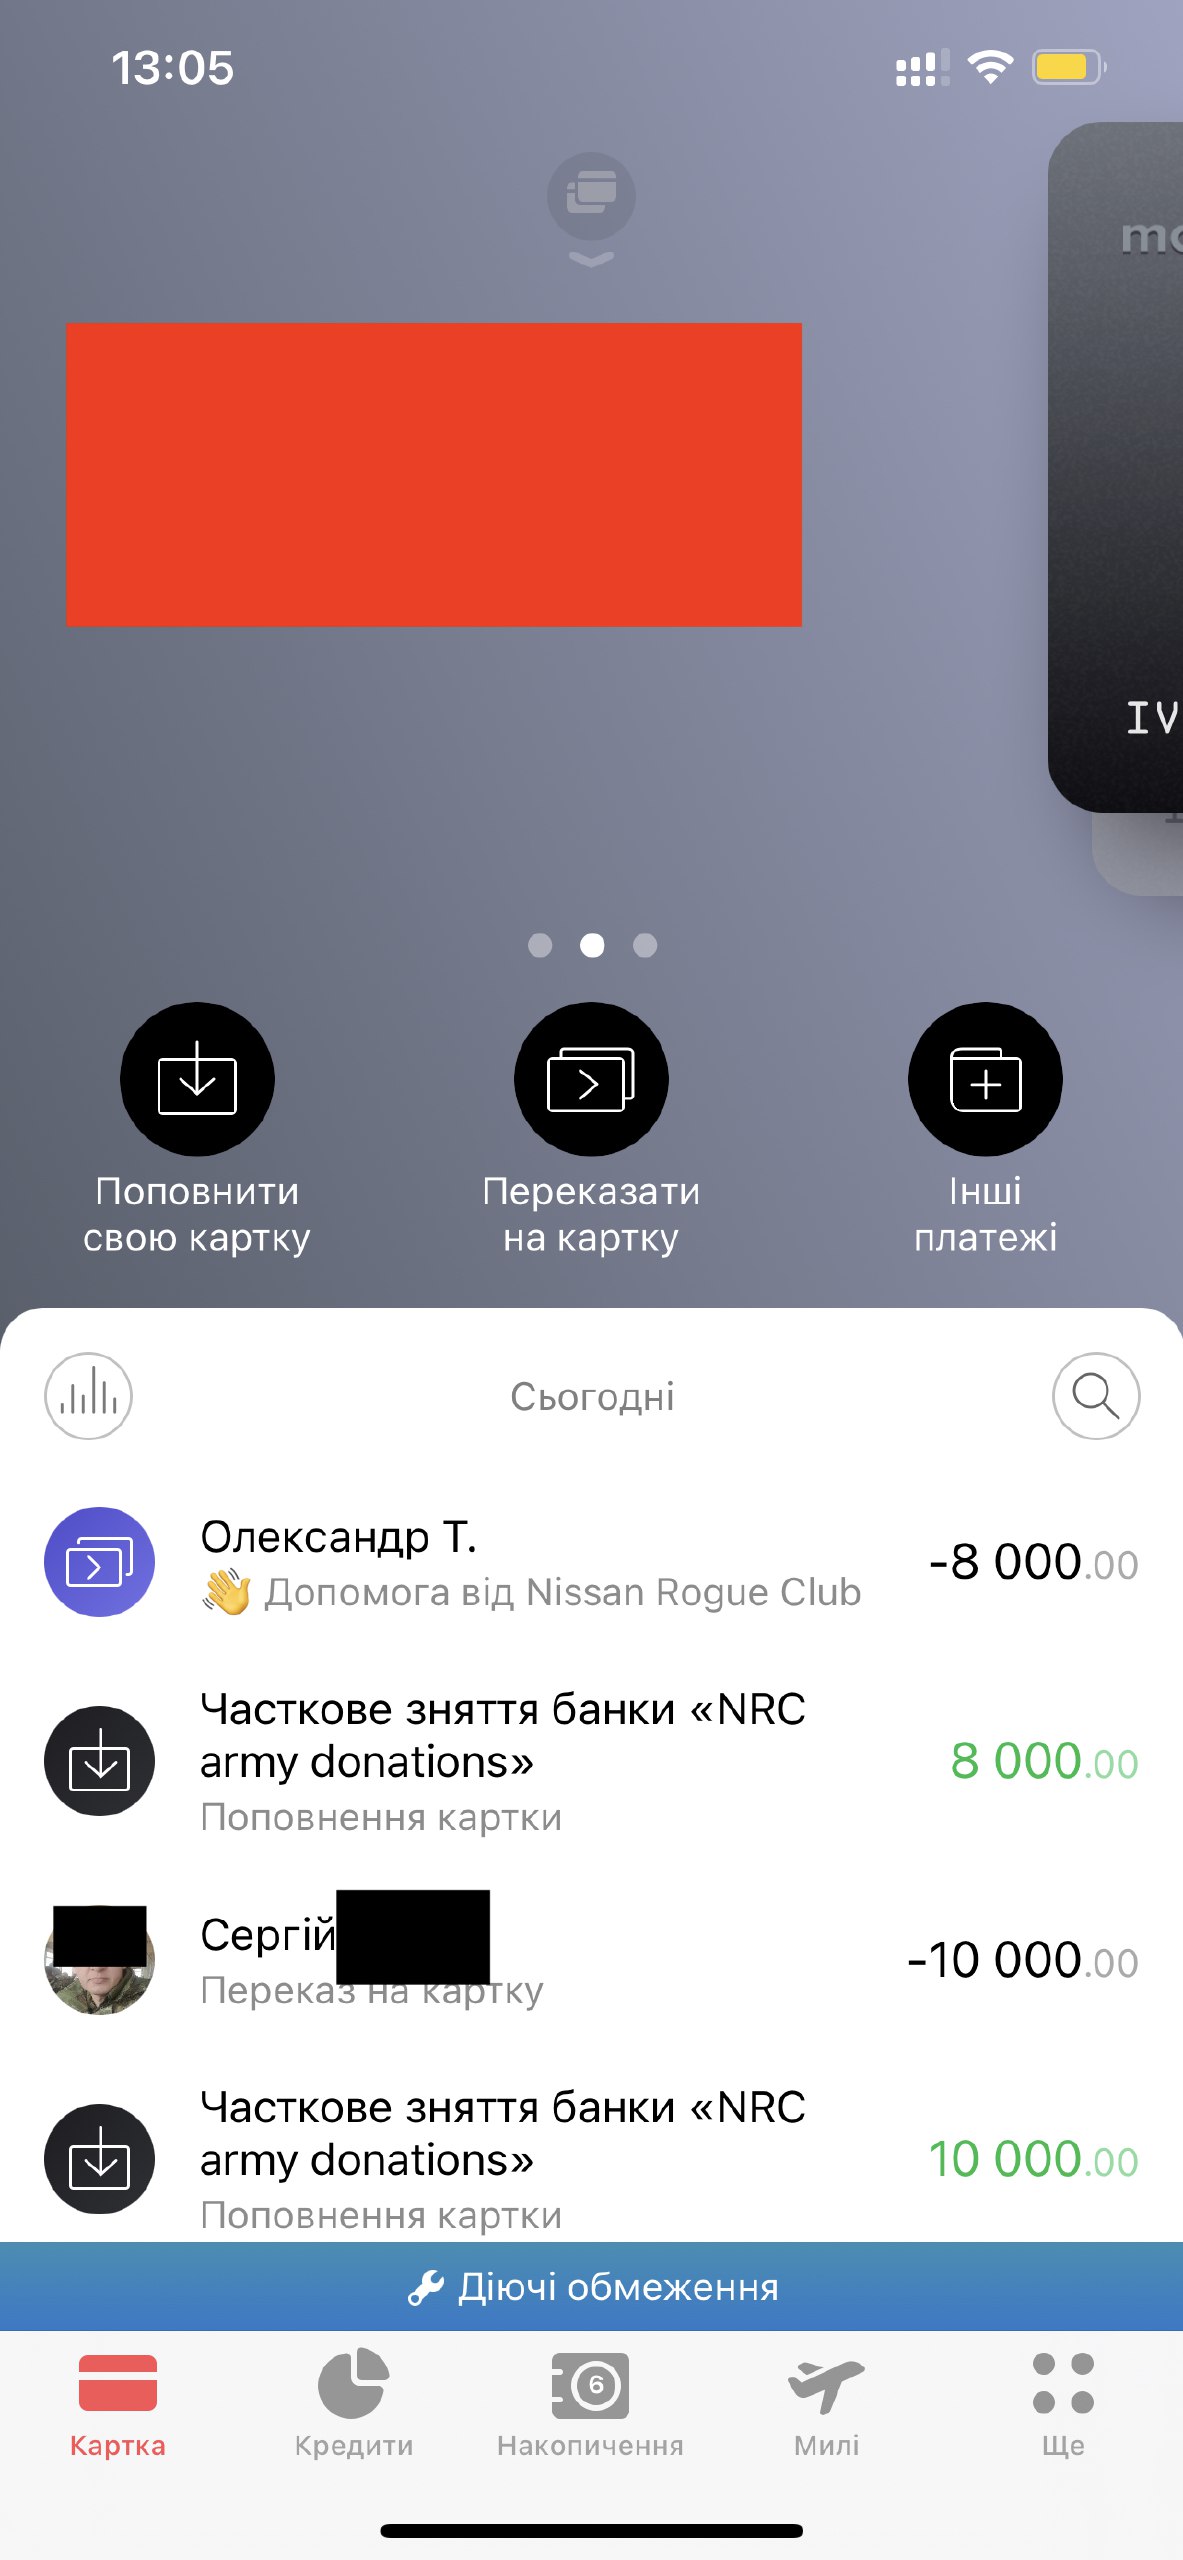 13:05
IV
Поповнити
свою картку
Переказати
на картку
Інші
платежі
Сьогодні
Олександр Т.
👋 Допомога від Nissan Rogue Club
-8 000.00
Часткове зняття банки «NRC
army donations»
8 000.00
Поповнення картки
Сергій
-10 000.00
Переказ на картку
Часткове зняття банки «NRC
army donations»
10 000.00
Поповнення картки
Діючі обмеження
6
Картка
Кредити
Накопичення
Милі
Ще